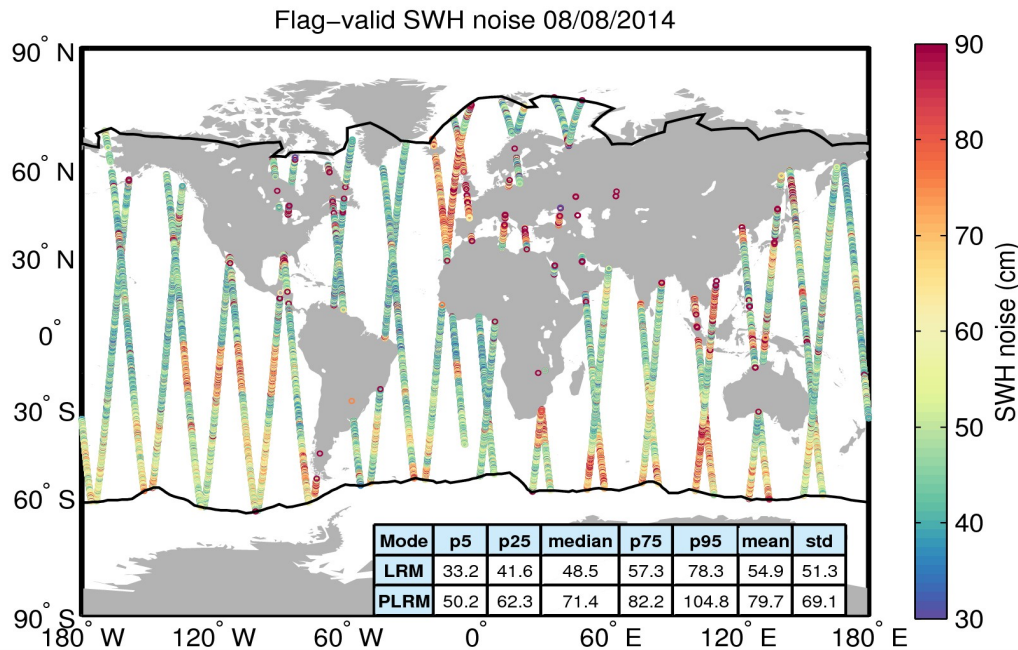 Flag−valid SWH noise 08/08/2014
90° N
60° N
30° N
0°
30° S
60° S
90° S
180° W
120° W
60° W
0°
60° E
120° E
180° E
90
80
70
60
50
40
30
SWH noise (cm)
Mode p5 p25 median p75 p95 mean std
LRM 33.2 41.6 48.5 57.3 78.3 54.9 51.3
PLRM 50.2 62.3 71.4 82.2 104.8 79.7 69.1